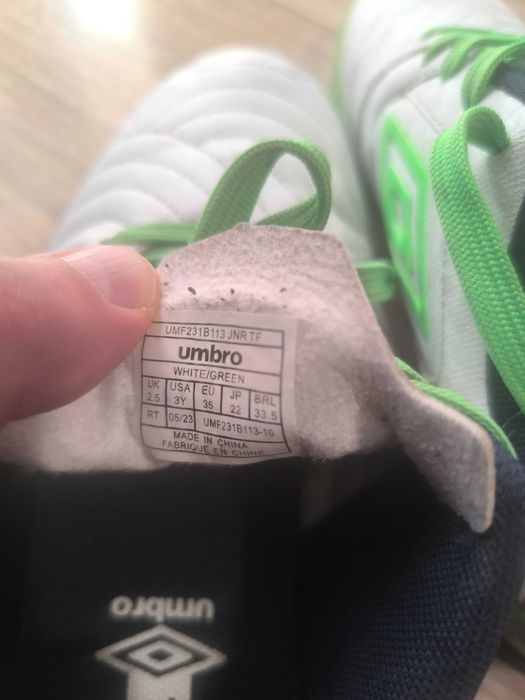 UMF231B113 JNR TF
umbro
WHITE/GREEN
UK USA EU JP BRL
2.5 3Y 35 22 33.5
RT 05/23 UMF231B113-10
MADE IN CHINA
FABRIQUE EN CHINE
umbro